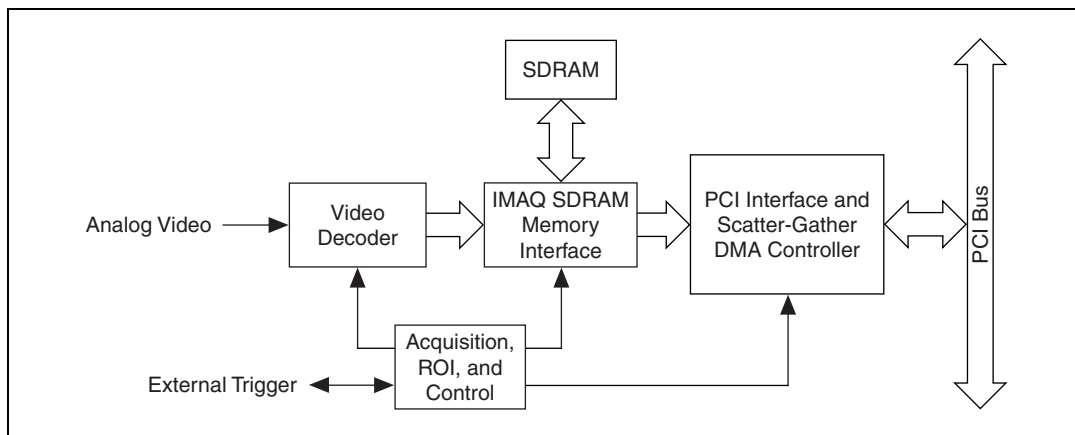 SDRAM
Analog Video
Video
Decoder
IMAQ SDRAM
Memory
Interface
PCI Interface and
Scatter-Gather
DMA Controller
PCI Bus
External Trigger
Acquisition,
ROI, and
Control